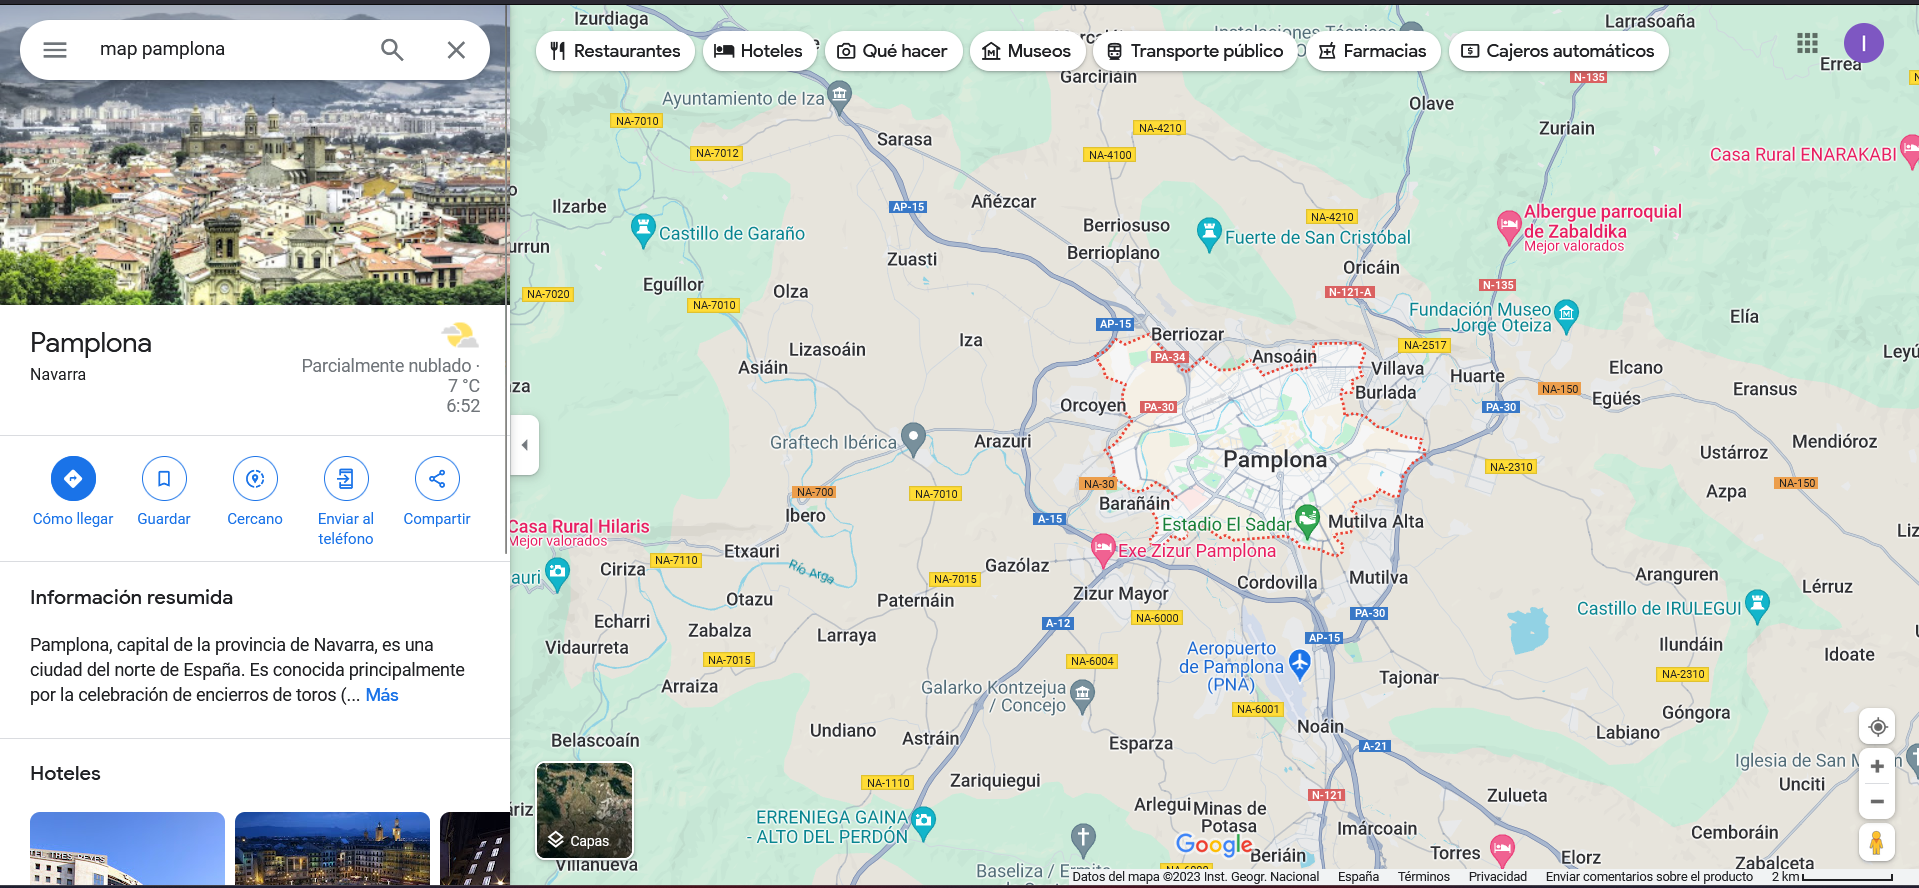 map pamplona
Restaurantes
Hoteles
Qué hacer
Museos
Transporte público
Farmacias
Cajeros automáticos
I
Pamplona
Navarra
Parcialmente nublado ·
7 °C
6:52
Cómo llegar
Guardar
Cercano
Enviar al
teléfono
Compartir
Información resumida
Pamplona, capital de la provincia de Navarra, es una
ciudad del norte de España. Es conocida principalmente
por la celebración de encierros de toros (... Más
Hoteles
Izurdiaga
Larrasoaña
Errea
Garciriain
N-135
Ayuntamiento de Iza
Olave
NA-7010
NA-4210
Zuriain
Sarasa
NA-7012
NA-4100
Casa Rural ENARAKABI
Ilzarbe
AP-15
Añézcar
Berriosuso
NA-4210
Albergue parroquial
de Zabaldika
Mejor valorados
Castillo de Garaño
Fuerte de San Cristóbal
urrun
Zuasti
Berrioplano
Oricáin
Eguíllor
Olza
NA-7020
NA-7010
N-121-A
N-135
Fundación Museo
Jorge Oteiza
Elía
AP-15
Berriozar
Iza
Lizasoáin
PA-34
Ansoáin
NA-2517
Leyú
Asiáin
Villava
Huarte
Elcano
za
Burlada
NA-150
Eransus
Orcoyen
PA-30
PA-30
Egüés
Graftech Ibérica
Arazuri
Mendióroz
Pamplona
Ustárroz
NA-2310
NA-30
NA-150
NA-700
NA-7010
Azpa
Barañáin
Ibero
A-15
Casa Rural Hilaris
Mejor valorados
Estadio El Sadar
Mutilva Alta
Liz
Etxauri
Exe Zizur Pamplona
NA-7110
Gazólaz
Ciriza
Río Arga
auri
NA-7015
Cordovilla
Mutilva
Aranguren
Lérruz
Otazu
Paternáin
Zizur Mayor
Castillo de IRULEGUI
PA-30
Echarri
Zabalza
Larraya
A-12
NA-6000
AP-15
Vidaurreta
Aeropuerto
de Pamplona
(PNA)
Ilundáin
Idoate
NA-7015
NA-6004
Arraiza
Galarko Kontzejua
/ Concejo
Tajonar
NA-2310
NA-6001
Góngora
Noáin
Undiano
Astráin
Belascoaín
Esparza
A-21
Labiano
Iglesia de San M
NA-1110
Zariquiegui
Unciti
N-121
Zulueta
áriz
Arlegui
Minas de
Potasa
ERRENIEGA GAINA
- ALTO DEL PERDÓN
Imárcoain
Cemboráin
Capas
Google
Villanueva
Beriáin
Torres
Elorz
Zabalceta
Baseliza / Ermita
Datos del mapa ©2023 Inst. Geogr. Nacional
España
Términos
Privacidad
Enviar comentarios sobre el producto
2 km